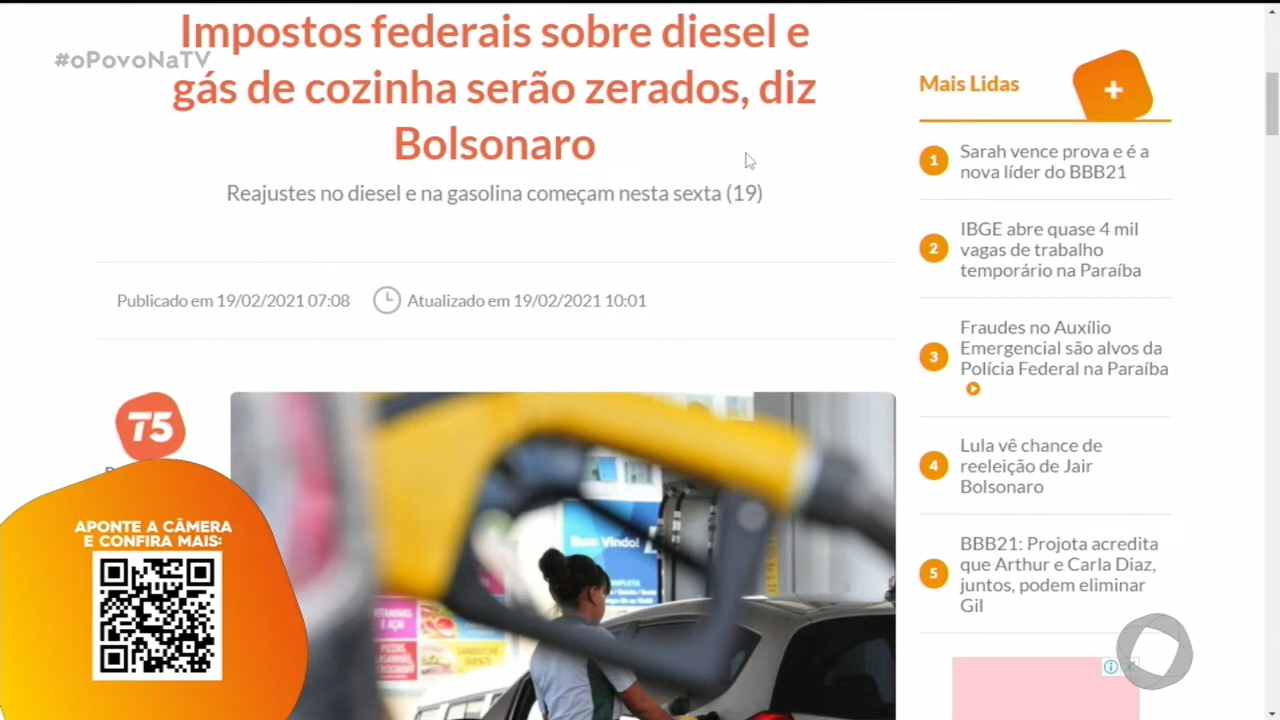 Impostos federais sobre diesel e
#oPovoNaTV
gás de cozinha serão zerados, diz
Bolsonaro
Reajustes no diesel e na gasolina começam nesta sexta (19)
Publicado em 19/02/2021 07:08
Atualizado em 19/02/2021 10:01
75
APONTE A CÂMERA
E CONFIRA MAIS:
Bem Vindo!
VITAMINAS
E AÇAÍ
PIZZAS,
LASANHAS
Mais Lidas
+
1
Sarah vence prova e é a
nova líder do BBB21
2
IBGE abre quase 4 mil
vagas de trabalho
temporário na Paraíba
3
Fraudes no Auxílio
Emergencial são alvos da
Polícia Federal na Paraíba
4
Lula vê chance de
reeleição de Jair
Bolsonaro
5
BBB21: Projota acredita
que Arthur e Carla Diaz,
juntos, podem eliminar
Gil